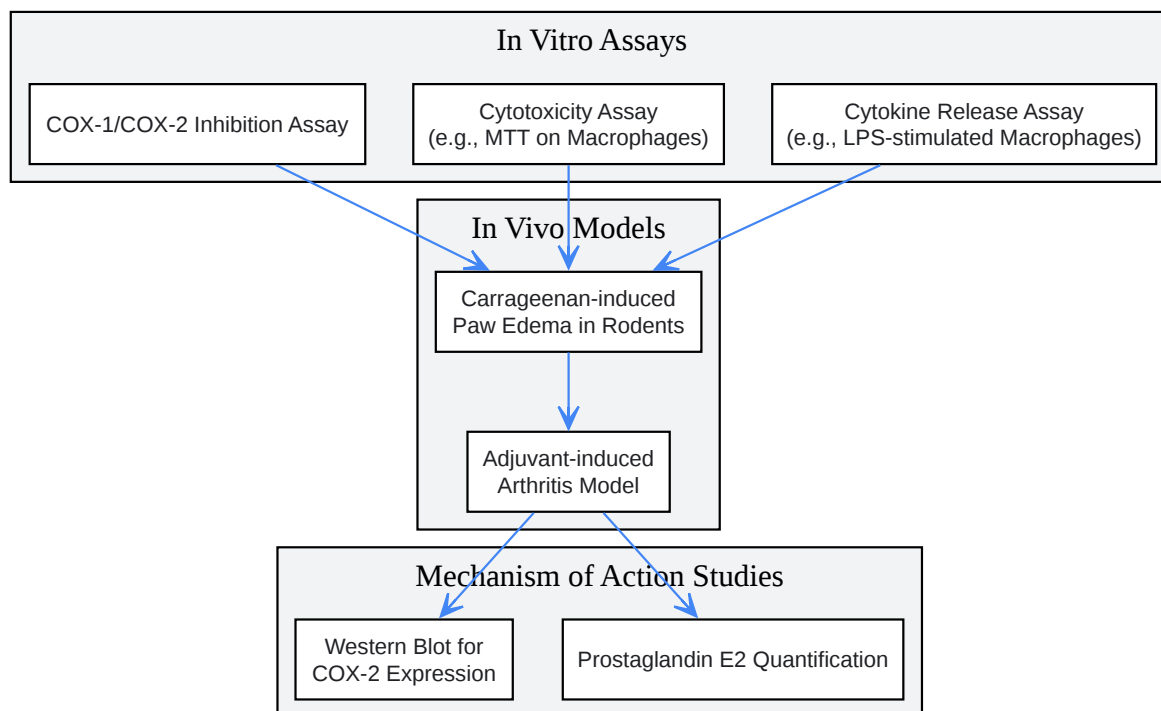 In Vitro Assays
COX-1/COX-2 Inhibition Assay
Cytotoxicity Assay
(e.g., MTT on Macrophages)
Cytokine Release Assay
(e.g., LPS-stimulated Macrophages)
In Vivo Models
Carrageenan-induced
Paw Edema in Rodents
Adjuvant-induced
Arthritis Model
Mechanism of Action Studies
Western Blot for
COX-2 Expression
Prostaglandin E2 Quantification